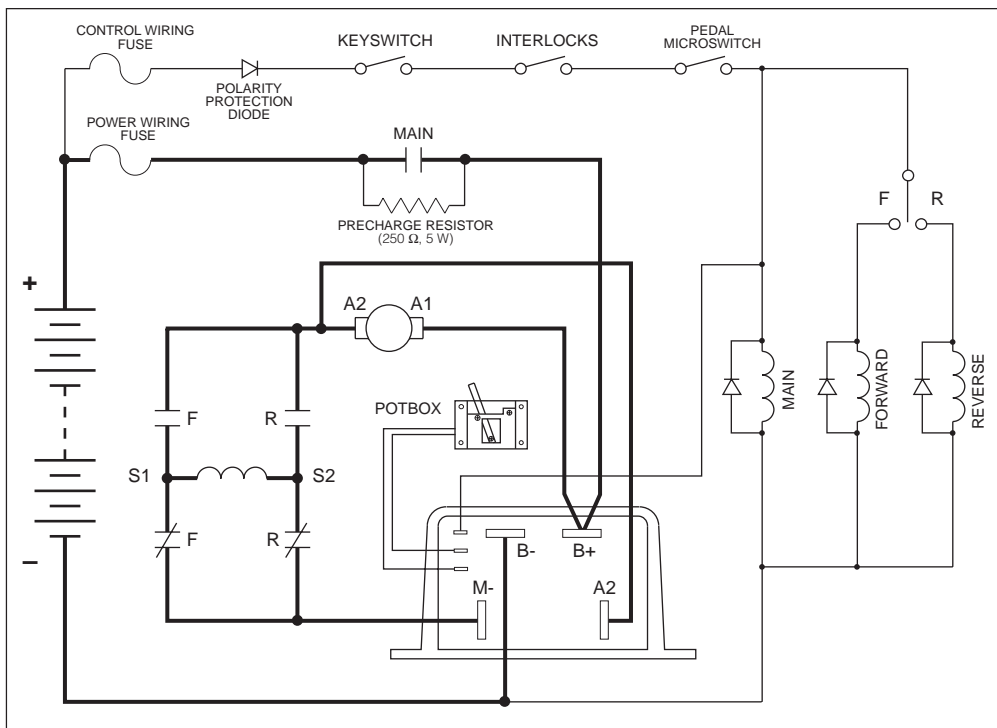 CONTROL WIRING
FUSE
KEYSWITCH
INTERLOCKS
PEDAL
MICROSWITCH
POLARITY
PROTECTION
DIODE
POWER WIRING
FUSE
MAIN
PRECHARGE RESISTOR
(250 Ω, 5 W)
F
R
+
A2
A1
POTBOX
MAIN
FORWARD
REVERSE
F
R
S1
S2
F
R
B-
B+
–
M-
A2